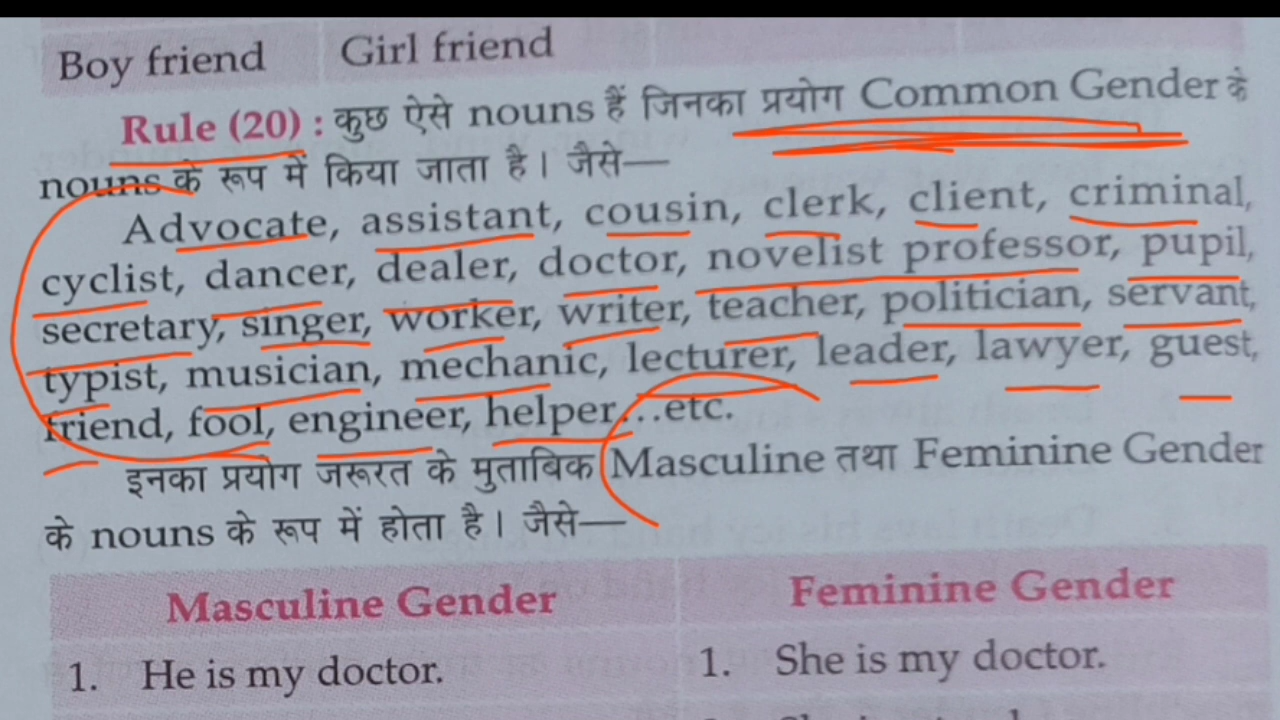 Boy friend Girl friend
Rule (20) : कुछ ऐसे nouns हैं जिनका प्रयोग Common Gender के
nouns के रूप में किया जाता है। जैसे—
Advocate, assistant, cousin, clerk, client, criminal,
cyclist, dancer, dealer, doctor, novelist professor, pupil,
secretary, singer, worker, writer, teacher, politician, servant,
typist, musician, mechanic, lecturer, leader, lawyer, guest,
friend, fool, engineer, helper...etc.
इनका प्रयोग जरूरत के मुताबिक Masculine तथा Feminine Gender
के nouns के रूप में होता है। जैसे—
Masculine Gender Feminine Gender
1. He is my doctor. 1. She is my doctor.